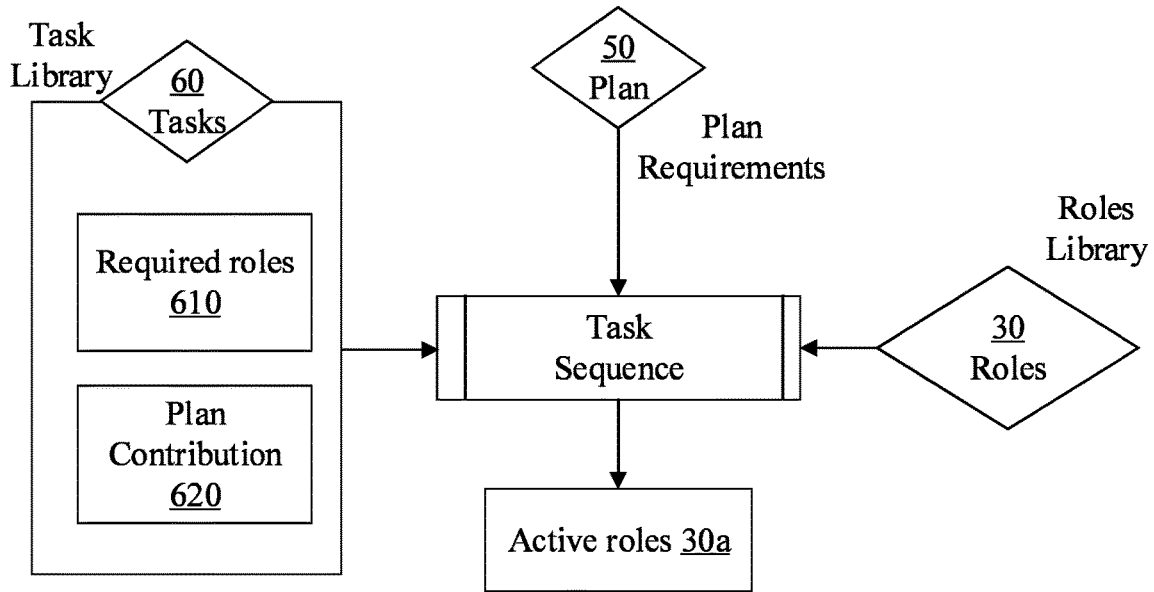 Task
Library
60
Tasks
Required roles
610
Plan
Contribution
620
50
Plan
Plan
Requirements
Task
Sequence
Active roles 30a
Roles
Library
30
Roles